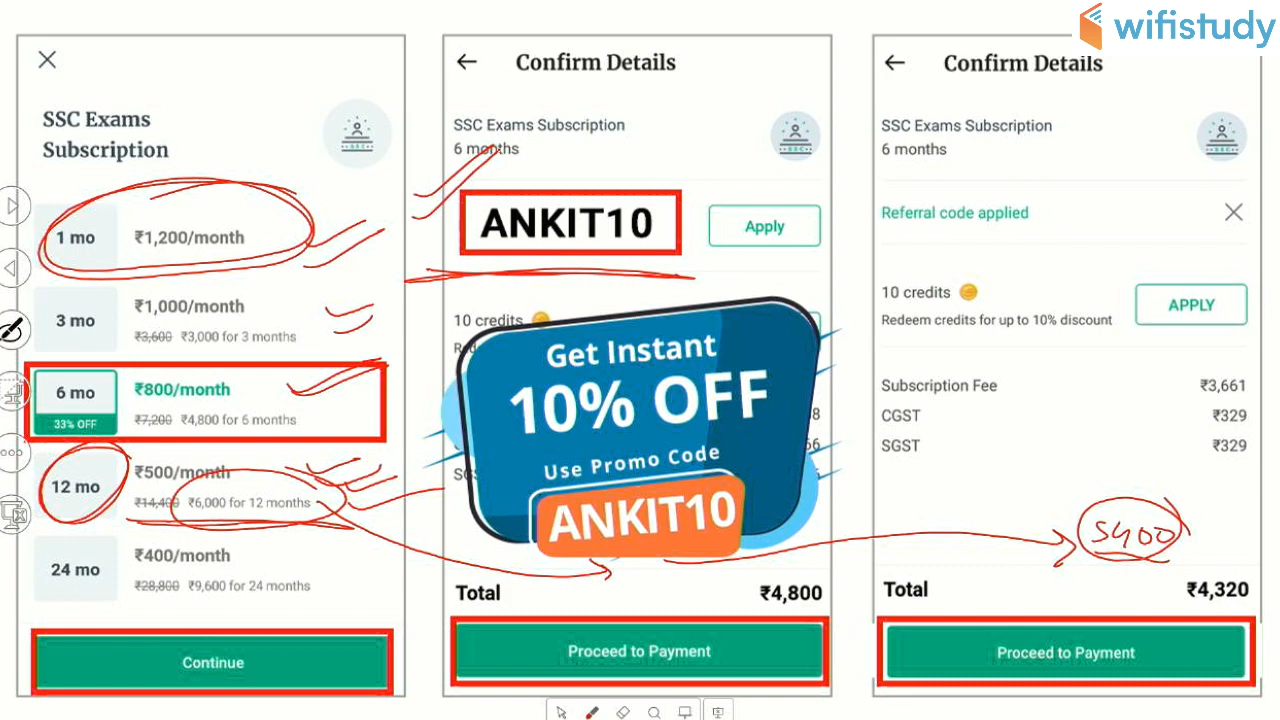 wifistudy
SSC Exams
Subscription
1 mo
₹1,200/month
3 mo
₹1,000/month
₹3,600 ₹3,000 for 3 months
6 mo
33% OFF
₹800/month
₹7,200 ₹4,800 for 6 months
12 mo
₹500/month
₹14,400 ₹6,000 for 12 months
24 mo
₹400/month
₹28,800 ₹9,600 for 24 months
Continue
Confirm Details
SSC Exams Subscription
6 months
ANKIT10
Apply
10 credits
Get Instant
10% OFF
Use Promo Code
ANKIT10
Total ₹4,800
Proceed to Payment
Confirm Details
SSC Exams Subscription
6 months
Referral code applied
10 credits
Redeem credits for up to 10% discount
APPLY
Subscription Fee ₹3,661
CGST ₹329
SGST ₹329
5400
Total ₹4,320
Proceed to Payment